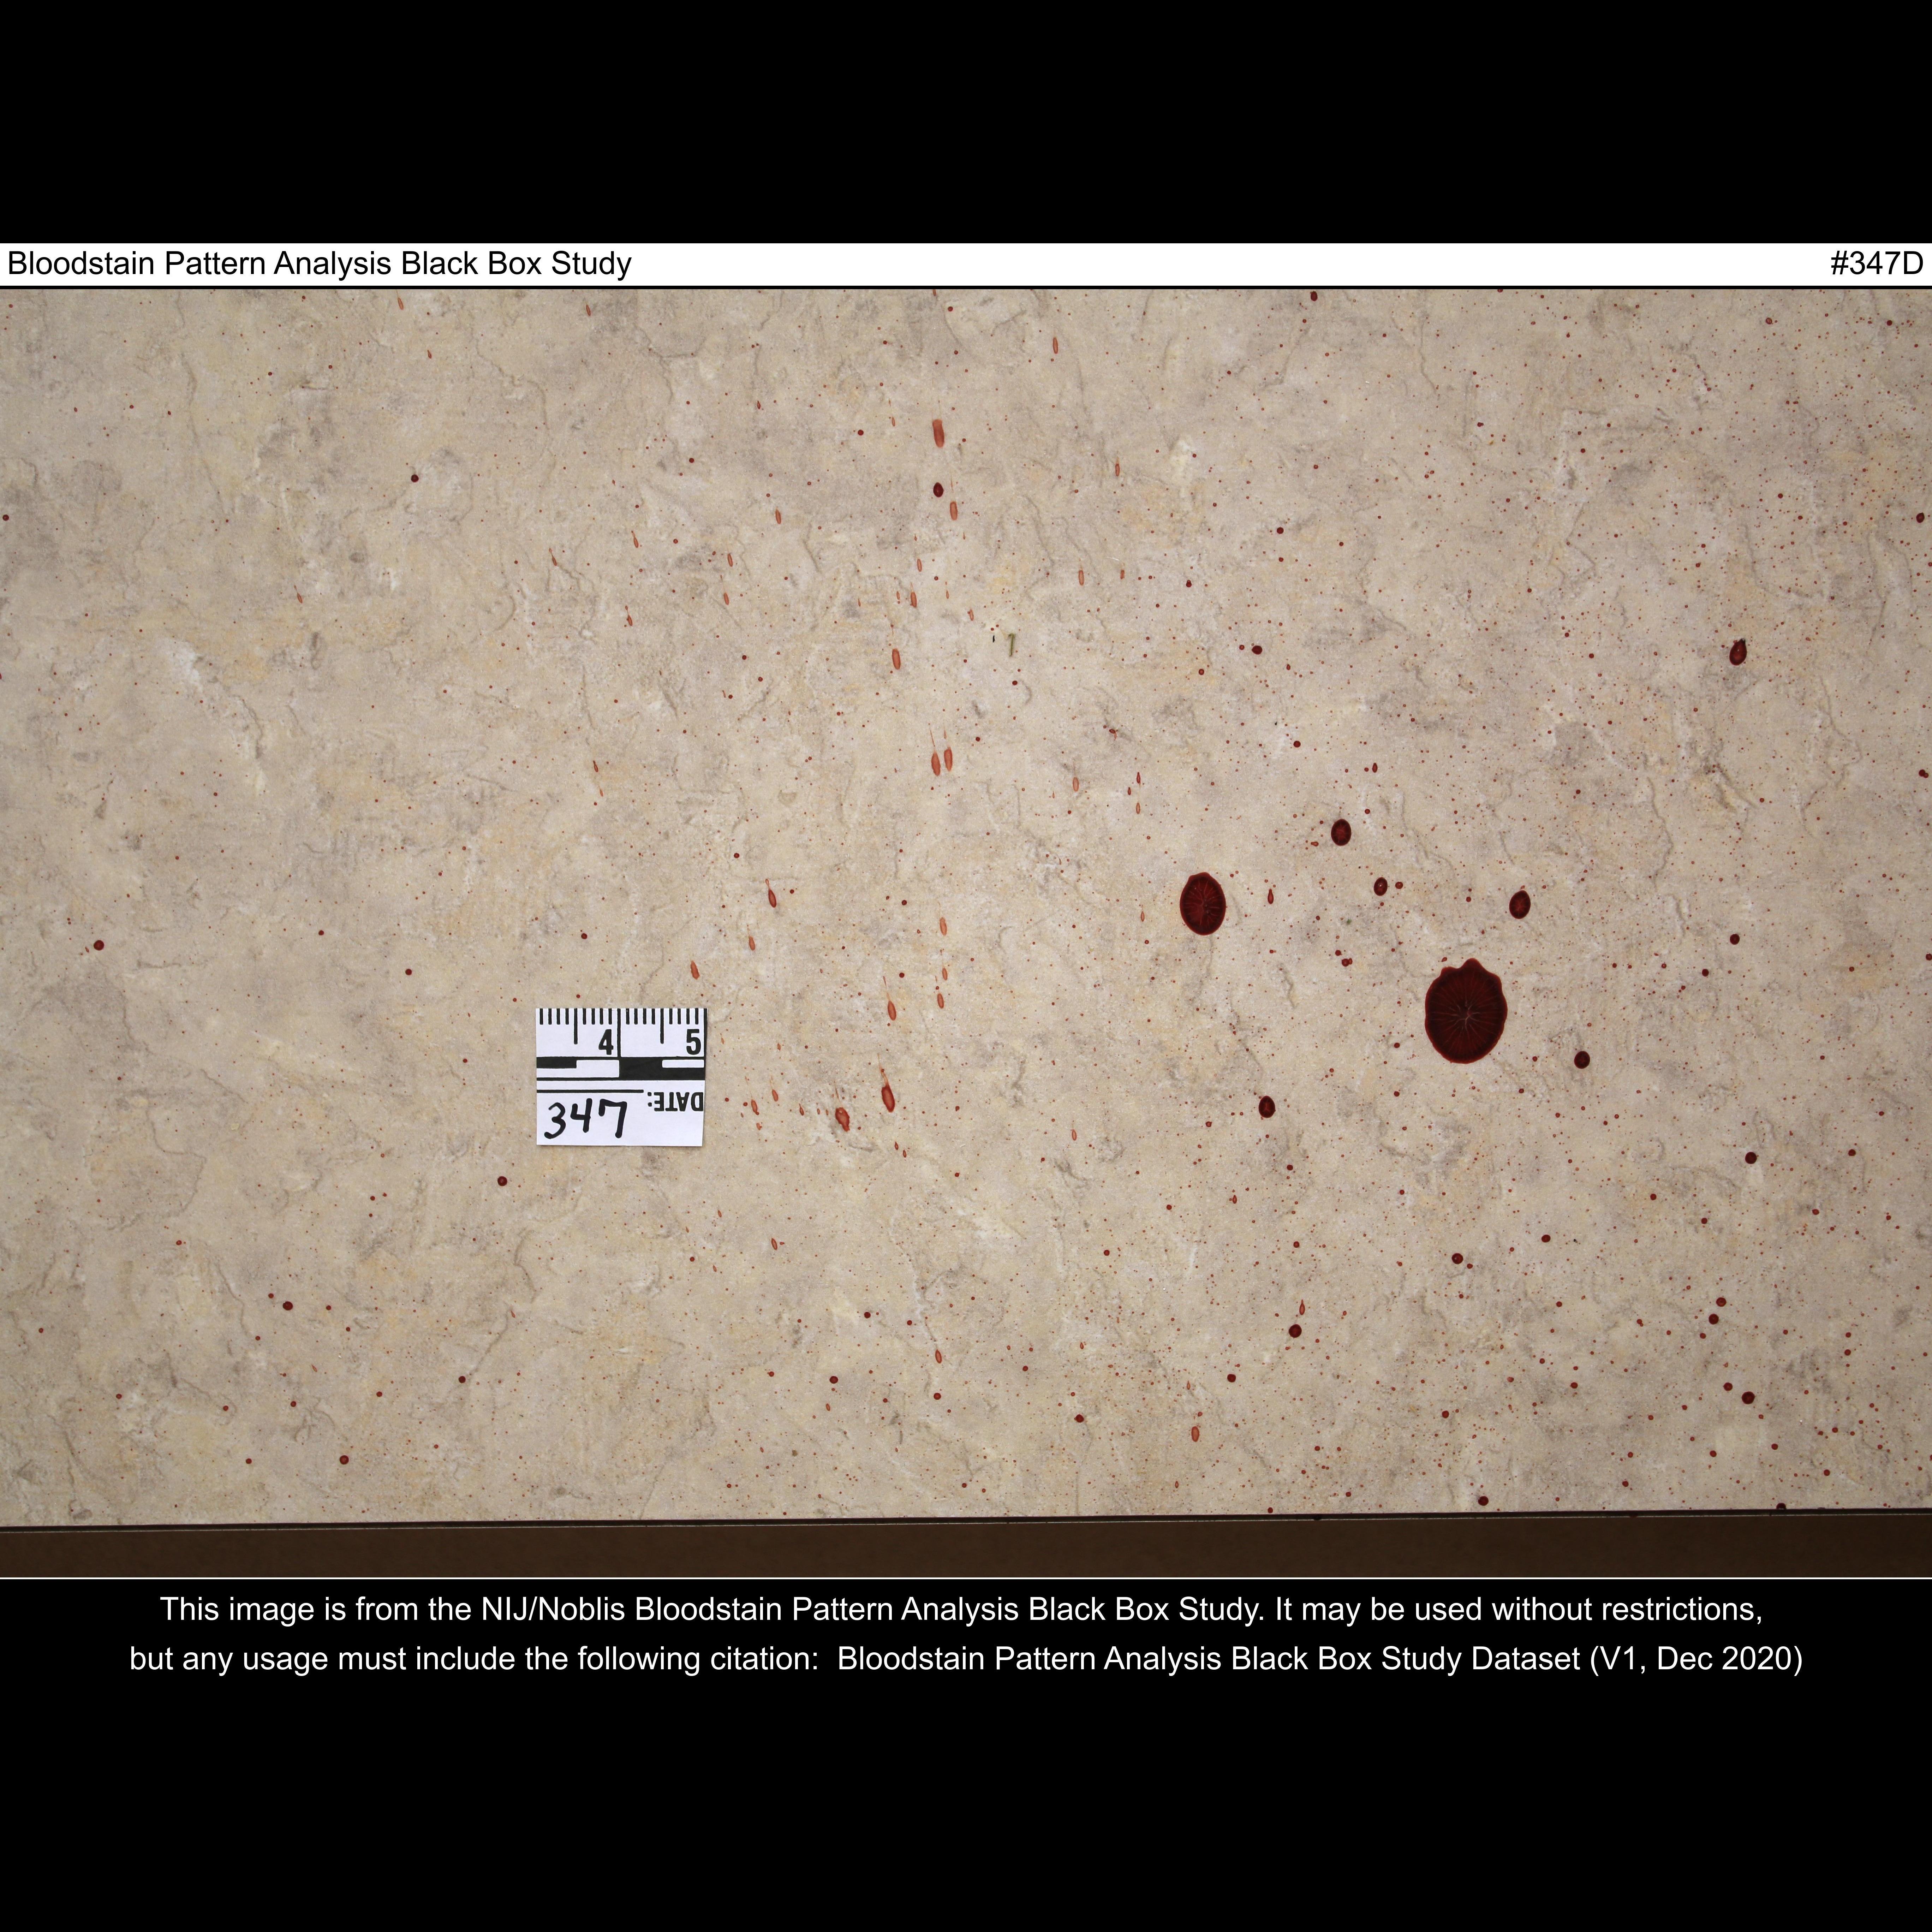 Bloodstain Pattern Analysis Black Box Study #347D
4 5
DATE:
347
This image is from the NIJ/Noblis Bloodstain Pattern Analysis Black Box Study. It may be used without restrictions,
but any usage must include the following citation: Bloodstain Pattern Analysis Black Box Study Dataset (V1, Dec 2020)